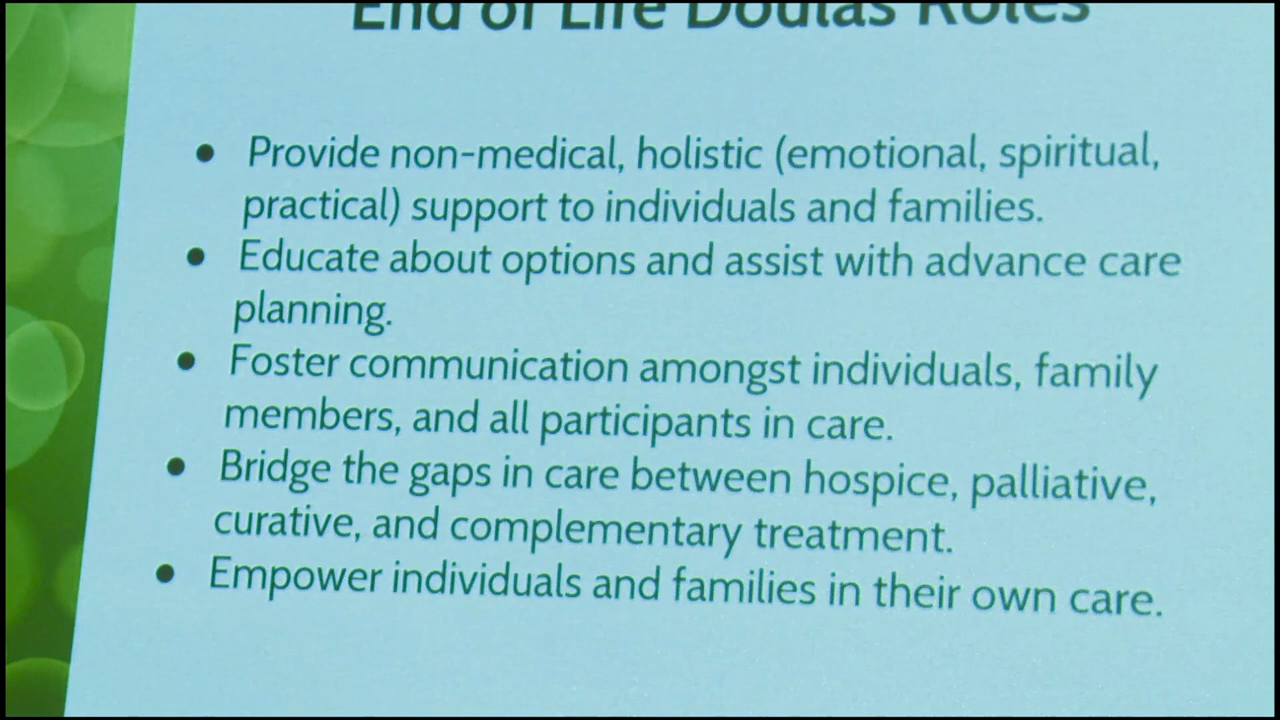 End of Life Doulas Roles
• Provide non-medical, holistic (emotional, spiritual,
practical) support to individuals and families.
• Educate about options and assist with advance care
planning.
• Foster communication amongst individuals, family
members, and all participants in care.
• Bridge the gaps in care between hospice, palliative,
curative, and complementary treatment.
• Empower individuals and families in their own care.